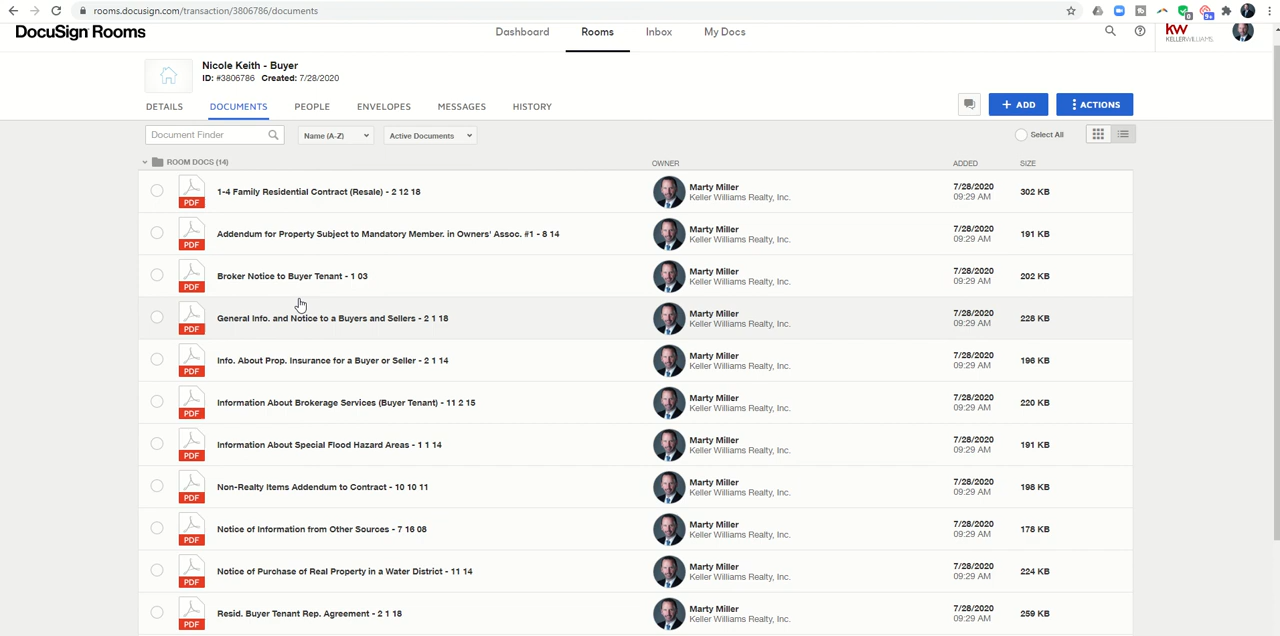 rooms.docusign.com/transaction/3806786/documents
9+
DocuSign Rooms
Dashboard
Rooms
Inbox
My Docs
kw
KELLERWILLIAMS.
Nicole Keith - Buyer
ID: #3806786 Created: 7/28/2020
DETAILS
DOCUMENTS
PEOPLE
ENVELOPES
MESSAGES
HISTORY
+ ADD
ACTIONS
Document Finder
Name (A-Z)
Active Documents
Select All
ROOM DOCS (14)
OWNER
ADDED
SIZE
PDF
1-4 Family Residential Contract (Resale) - 2 12 18
Marty Miller
Keller Williams Realty, Inc.
7/28/2020
09:29 AM
302 KB
PDF
Addendum for Property Subject to Mandatory Member. in Owners' Assoc. #1 - 8 14
Marty Miller
Keller Williams Realty, Inc.
7/28/2020
09:29 AM
191 KB
PDF
Broker Notice to Buyer Tenant - 1 03
Marty Miller
Keller Williams Realty, Inc.
7/28/2020
09:29 AM
202 KB
PDF
General Info. and Notice to a Buyers and Sellers - 2 1 18
Marty Miller
Keller Williams Realty, Inc.
7/28/2020
09:29 AM
228 KB
PDF
Info. About Prop. Insurance for a Buyer or Seller - 2 1 14
Marty Miller
Keller Williams Realty, Inc.
7/28/2020
09:29 AM
196 KB
PDF
Information About Brokerage Services (Buyer Tenant) - 11 2 15
Marty Miller
Keller Williams Realty, Inc.
7/28/2020
09:29 AM
220 KB
PDF
Information About Special Flood Hazard Areas - 1 1 14
Marty Miller
Keller Williams Realty, Inc.
7/28/2020
09:29 AM
191 KB
PDF
Non-Realty Items Addendum to Contract - 10 10 11
Marty Miller
Keller Williams Realty, Inc.
7/28/2020
09:29 AM
198 KB
PDF
Notice of Information from Other Sources - 7 16 08
Marty Miller
Keller Williams Realty, Inc.
7/28/2020
09:29 AM
178 KB
PDF
Notice of Purchase of Real Property in a Water District - 11 14
Marty Miller
Keller Williams Realty, Inc.
7/28/2020
09:29 AM
224 KB
PDF
Resid. Buyer Tenant Rep. Agreement - 2 1 18
Marty Miller
Keller Williams Realty, Inc.
7/28/2020
09:29 AM
259 KB